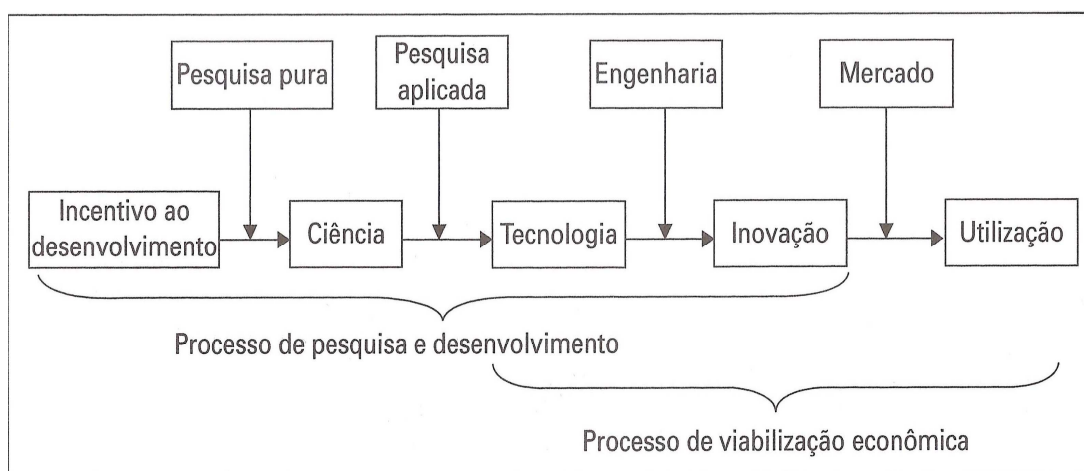 Pesquisa pura
Pesquisa
aplicada
Engenharia
Mercado
Incentivo ao
desenvolvimento
Ciência
Tecnologia
Inovação
Utilização
Processo de pesquisa e desenvolvimento
Processo de viabilização econômica